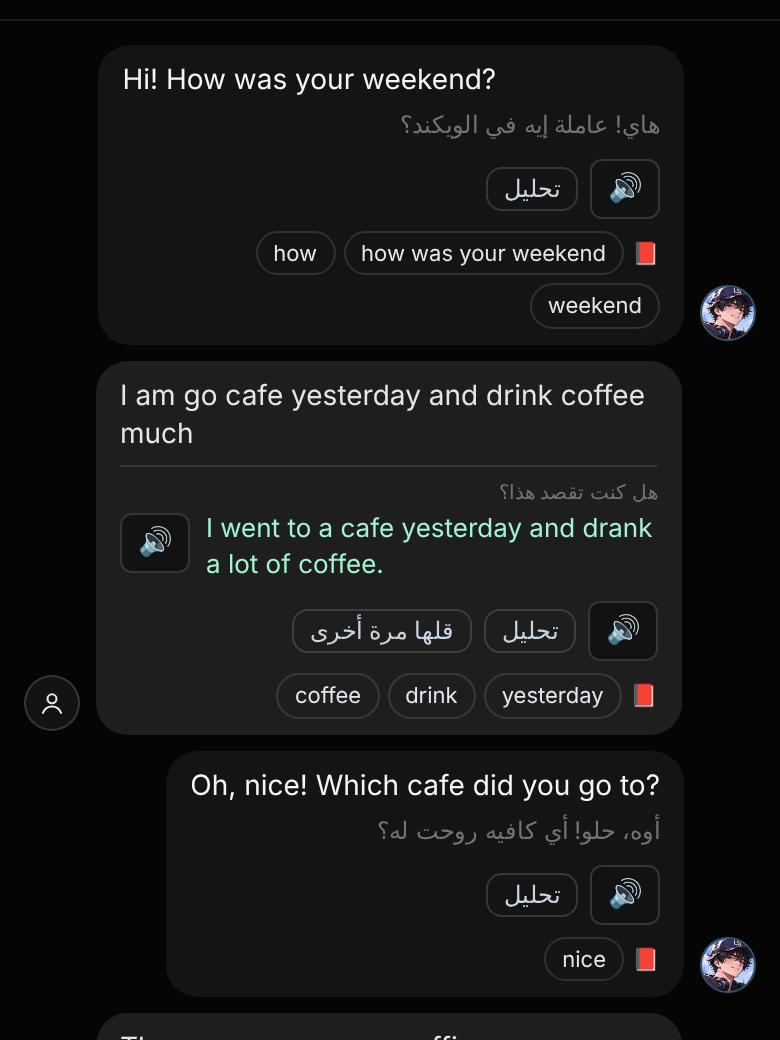 Hi! How was your weekend?
هاي! عاملة إيه في الويكند؟
تحليل
how was your weekend how
weekend
I am go cafe yesterday and drink coffee
much
هل كنت تقصد هذا؟
I went to a cafe yesterday and drank
a lot of coffee.
تحليل قلها مرة أخرى
yesterday drink coffee
Oh, nice! Which cafe did you go to?
أوه، حلو! أي كافيه روحت له؟
تحليل
nice